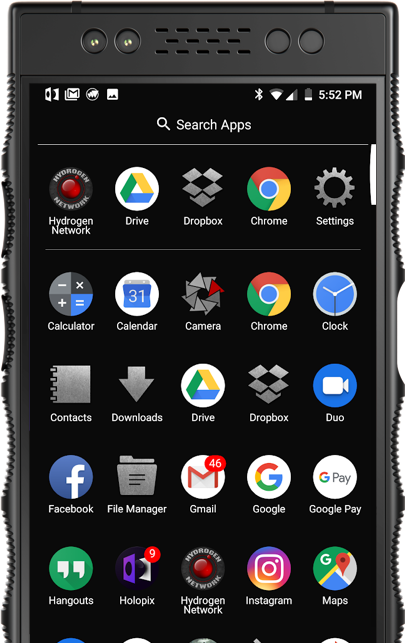 5:52 PM
Search Apps
HYDROGEN NETWORK
Hydrogen Network
Drive
Dropbox
Chrome
Settings
31
Calculator
Calendar
Camera
Chrome
Clock
Contacts
Downloads
Drive
Dropbox
Duo
46
G Pay
Facebook
File Manager
Gmail
Google
Google Pay
9
HYDROGEN NETWORK
Hangouts
Holopix
Hydrogen Network
Instagram
Maps